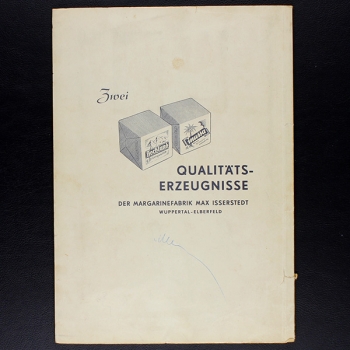 Zwei
QUALITÄTS-
ERZEUGNISSE
DER MARGARINEFABRIK MAX ISSERSTEDT
WUPPERTAL-ELBERFELD